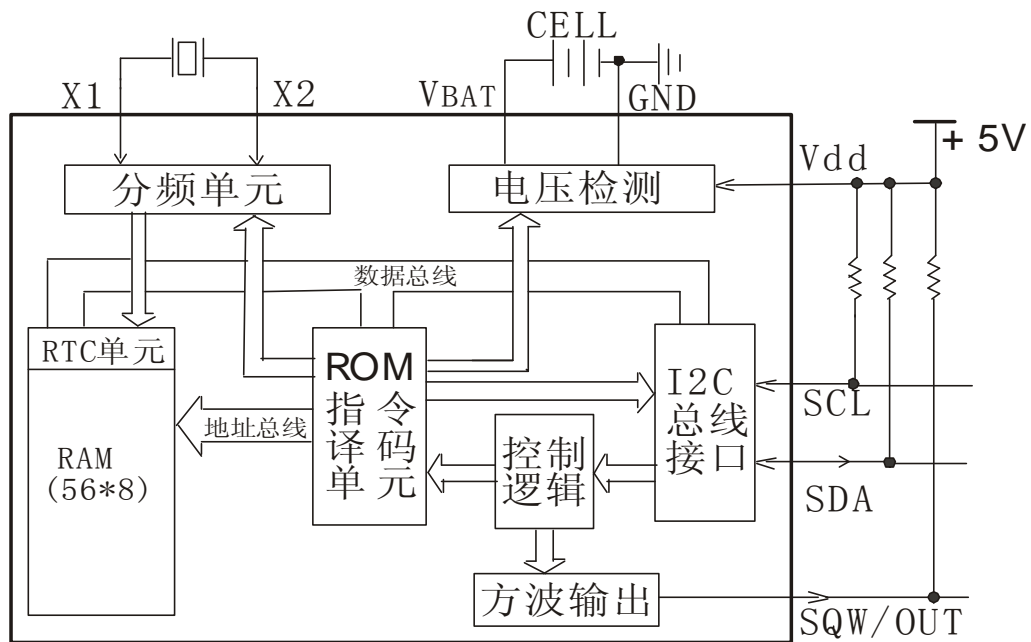 CELL
X1
X2
VBAT
GND
+ 5V
Vdd
分频单元
电压检测
数据总线
RTC单元
RAM
(56*8)
地址总线
ROM
指令
译码
单元
控制
逻辑
I2C
总线
接口
SCL
SDA
方波输出
SQW/OUT